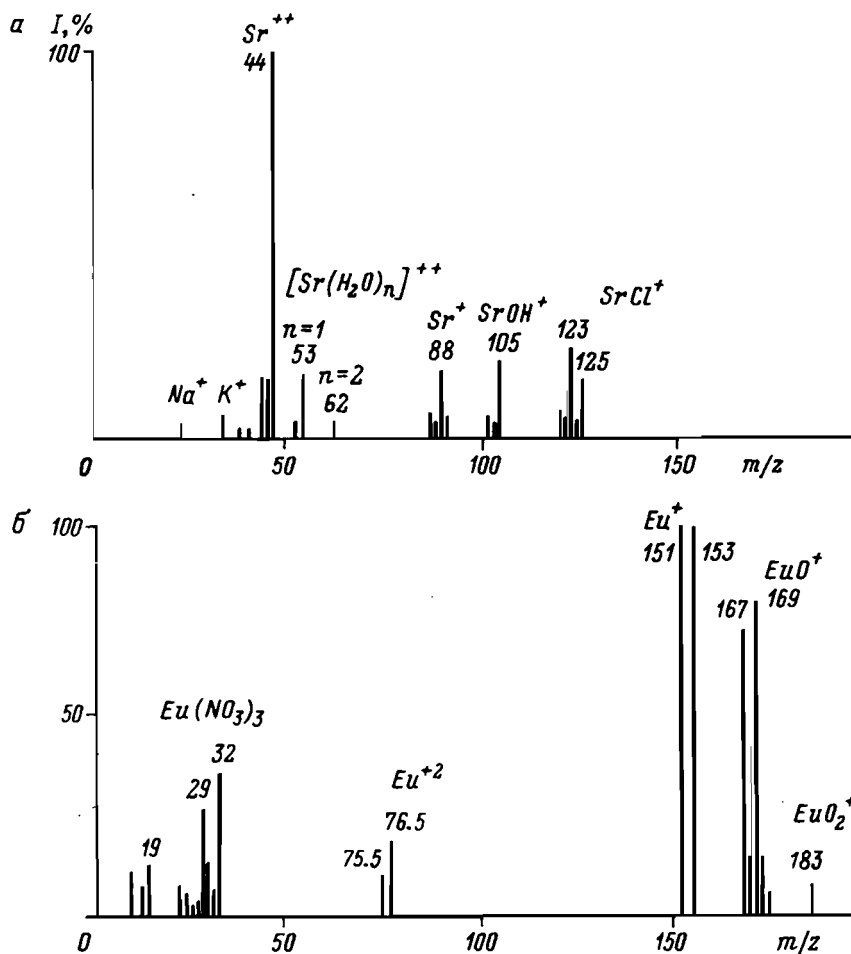 а I,%
Sr⁺⁺
100
44
[Sr(H₂O)ₙ]⁺⁺
n=1
53
n=2
62
Na⁺ K⁺
Sr⁺ SrOH⁺ SrCl⁺
88 105 123
125
0 50 100 150 m/z
б 100
Eu⁺
151 153
EuO⁺
167 169
50
Eu(NO₃)₃
32
29
19
Eu⁺²
76.5
75.5
EuO₂⁺
183
0 50 100 150 m/z